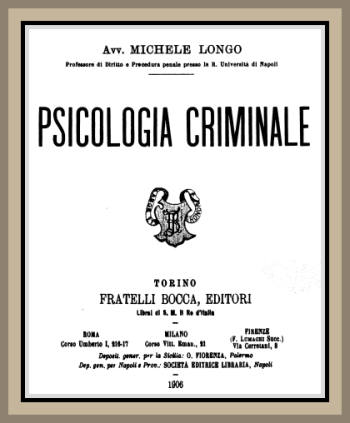 Avv. MICHELE LONGO
Professore di Diritto e Procedura penale presso la R. Università di Napoli
PSICOLOGIA CRIMINALE
TORINO
FRATELLI BOCCA, EDITORI
Librai di S. M. il Re d'Italia
ROMA
Corso Umberto I, 216-17
MILANO
Corso Vitt. Eman., 21
FIRENZE
(F. LUMACHI Succ.)
Via Cerretani, 8
Deposit. gener. per la Sicilia: O. FIORENZA, Palermo
Dep. gen. per Napoli e Prov.: SOCIETÀ EDITRICE LIBRARIA, Napoli
1906